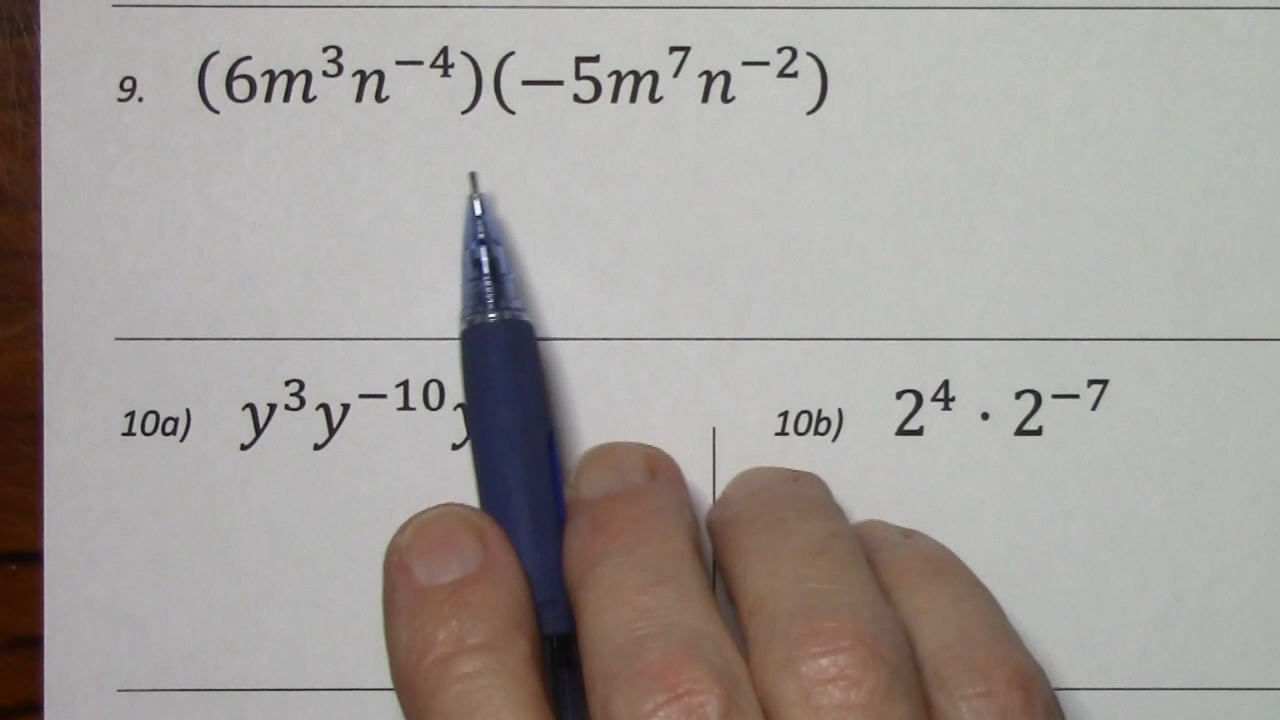 9. (6m³n⁻⁴)(−5m⁷n⁻²)
10a) y³y⁻¹⁰
10b) 2⁴ · 2⁻⁷